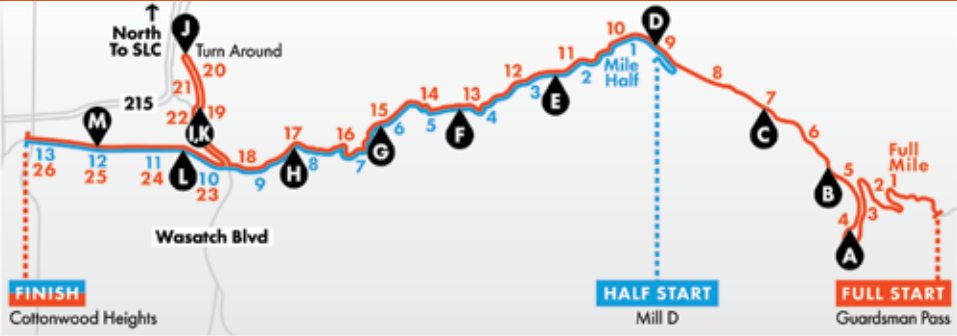 ↑
North
To SLC
J
Turn Around
20
21
19
22
I,K
215
M
13
26
12
25
11
24
L
10
23
18
9
17
H
8
16
7
15
G
6
14
5
13
F
4
12
3
11
E
2
10
1
Mile
Half
D
9
8
7
C
6
B
5
4
A
3
2
1
Full
Mile
Wasatch Blvd
FINISH
Cottonwood Heights
HALF START
Mill D
FULL START
Guardsman Pass